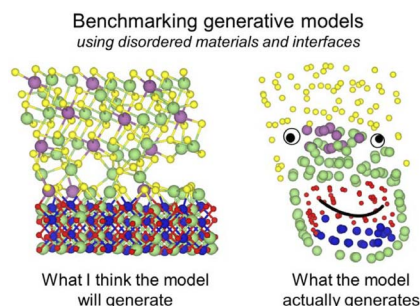 Benchmarking generative models
using disordered materials and interfaces
What I think the model
will generate
What the model
actually generates